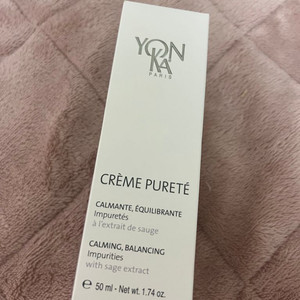 YON
KA
PARIS
CRÈME PURETÉ
CALMANTE, ÉQUILIBRANTE
Impuretés
à l'extrait de sauge
CALMING, BALANCING
Impurities
with sage extract
50 ml - Net wt. 1.74 oz.